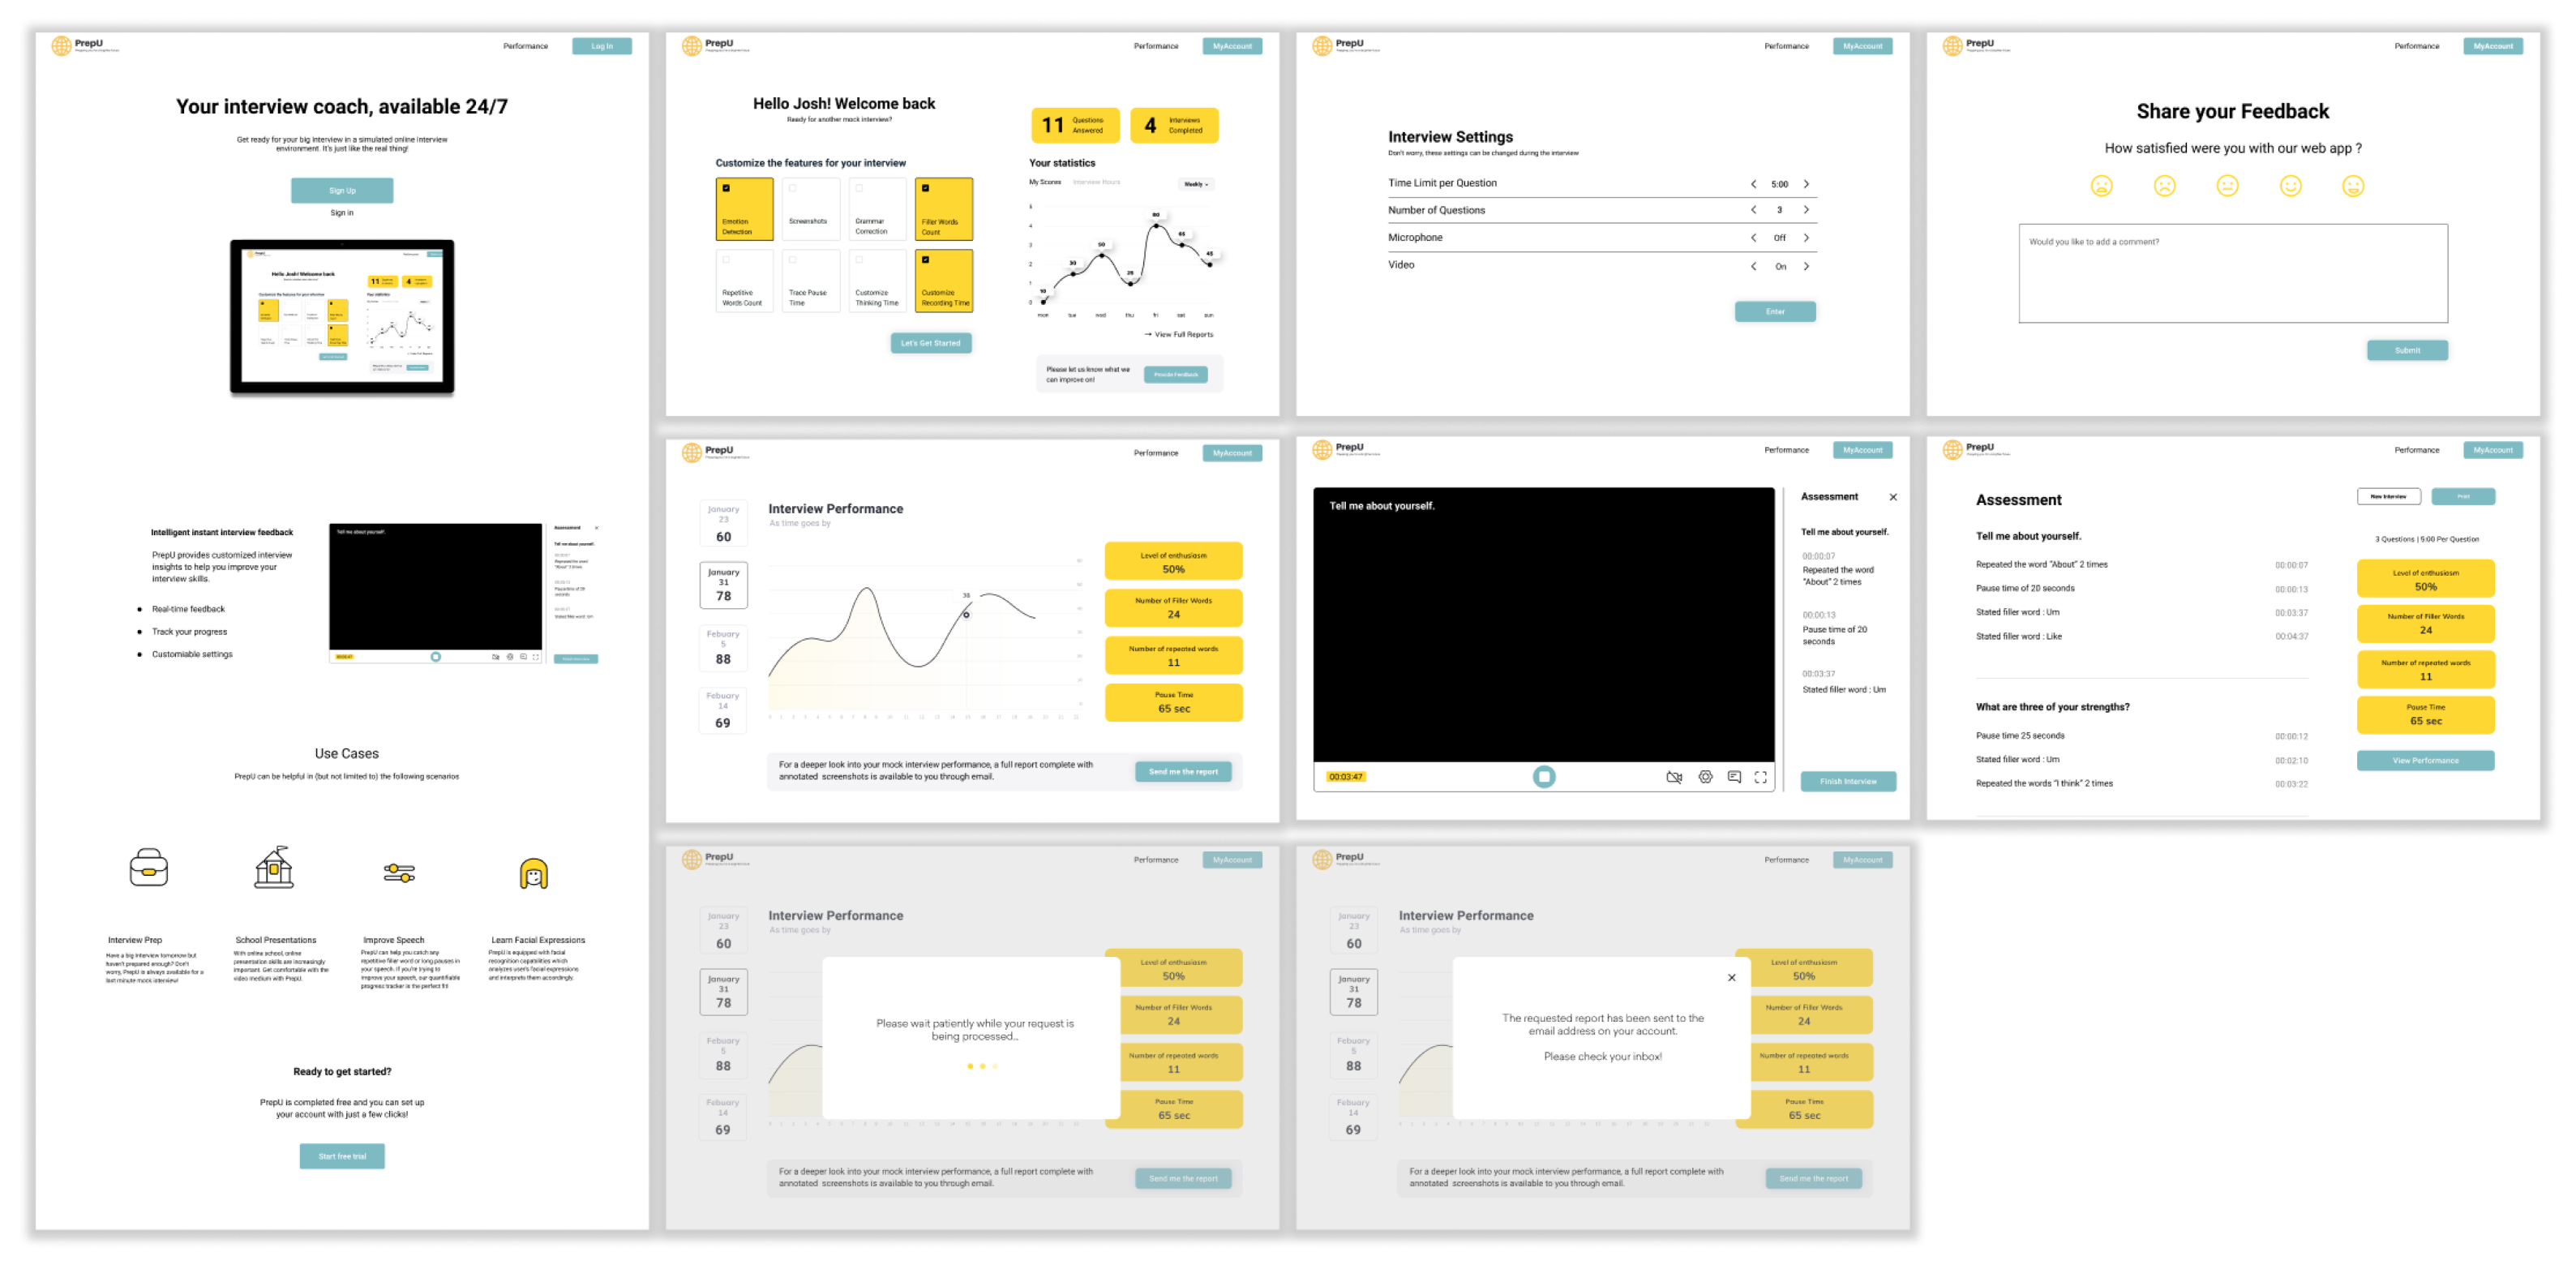 PrepU
Performance
Log In
Your interview coach, available 24/7
Get ready for your big interview in a simulated online interview
environment. It's just like the real thing!
Sign Up
Sign in
Hello Josh! Welcome back
11
4
Intelligent instant interview feedback
PrepU provides customized interview
insights to help you improve your
interview skills.
Real-time feedback
Track your progress
Customiable settings
Tell me about yourself.
Assessment
Tell me about yourself.
Use Cases
PrepU can be helpful in (but not limited to) the following scenarios
Interview Prep
Have a big interview tomorrow but
haven't prepared enough? Don't
worry, PrepU is always available for a
last minute mock interview!
School Presentations
With online school, online
presentation skills are increasingly
important. Get comfortable with the
video medium with PrepU.
Improve Speech
PrepU can help you catch any
repetitive filler word or long pauses in
your speech. If you're trying to
improve your speech, our quantifiable
progress tracker is the perfect fit!
Learn Facial Expressions
PrepU is equipped with facial
recognition capabilities which
analyzes user's facial expressions
and interprets them accordingly.
Ready to get started?
PrepU is completed free and you can set up
your account with just a few clicks!
Start free trial
PrepU
Performance
MyAccount
Hello Josh! Welcome back
Ready for another mock interview?
11 Questions Answered
4 Interviews Completed
Customize the features for your interview
Emotion Detection
Screenshots
Grammar Correction
Filler Words Count
Repetitive Words Count
Trace Pause Time
Customize Thinking Time
Customize Recording Time
Let's Get Started
Your statistics
My Scores
Interview Hours
Weekly
5
4
3
2
1
0
10
30
50
25
80
65
45
mon tue wed thu fri sat sun
→ View Full Reports
Please let us know what we
can improve on!
Provide Feedback
PrepU
Performance
MyAccount
Interview Settings
Don't worry, these settings can be changed during the interview
Time Limit per Question < 5:00 >
Number of Questions < 3 >
Microphone < Off >
Video < On >
Enter
PrepU
Performance
MyAccount
Share your Feedback
How satisfied were you with our web app ?
Would you like to add a comment?
Submit
PrepU
Performance
MyAccount
January
23
60
January
31
78
Febuary
5
88
Febuary
14
69
Interview Performance
As time goes by
Level of enthusiasm
50%
Number of Filler Words
24
Number of repeated words
11
Pause Time
65 sec
For a deeper look into your mock interview performance, a full report complete with
annotated screenshots is available to you through email.
Send me the report
PrepU
Performance
MyAccount
Tell me about yourself.
00:03:47
Assessment
Tell me about yourself.
00:00:07
Repeated the word
"About" 2 times
00:00:13
Pause time of 20
seconds
00:03:37
Stated filler word : Um
Finish Interview
PrepU
Performance
MyAccount
Assessment
New Interview
Print
Tell me about yourself.
Repeated the word "About" 2 times 00:00:07
Pause time of 20 seconds 00:00:13
Stated filler word : Um 00:03:37
Stated filler word : Like 00:04:37
What are three of your strengths?
Pause time 25 seconds 00:00:12
Stated filler word : Um 00:02:10
Repeated the words "I think" 2 times 00:03:22
3 Questions | 5:00 Per Question
Level of enthusiasm
50%
Number of Filler Words
24
Number of repeated words
11
Pause Time
65 sec
View Performance
PrepU
Performance
MyAccount
January
23
60
January
31
78
Febuary
5
88
Febuary
14
69
Interview Performance
As time goes by
Please wait patiently while your request is
being processed...
Level of enthusiasm
50%
Number of Filler Words
24
Number of repeated words
11
Pause Time
65 sec
For a deeper look into your mock interview performance, a full report complete with
annotated screenshots is available to you through email.
Send me the report
PrepU
Performance
MyAccount
January
23
60
January
31
78
Febuary
5
88
Febuary
14
69
Interview Performance
As time goes by
The requested report has been sent to the
email address on your account.
Please check your inbox!
Level of enthusiasm
50%
Number of Filler Words
24
Number of repeated words
11
Pause Time
65 sec
For a deeper look into your mock interview performance, a full report complete with
annotated screenshots is available to you through email.
Send me the report